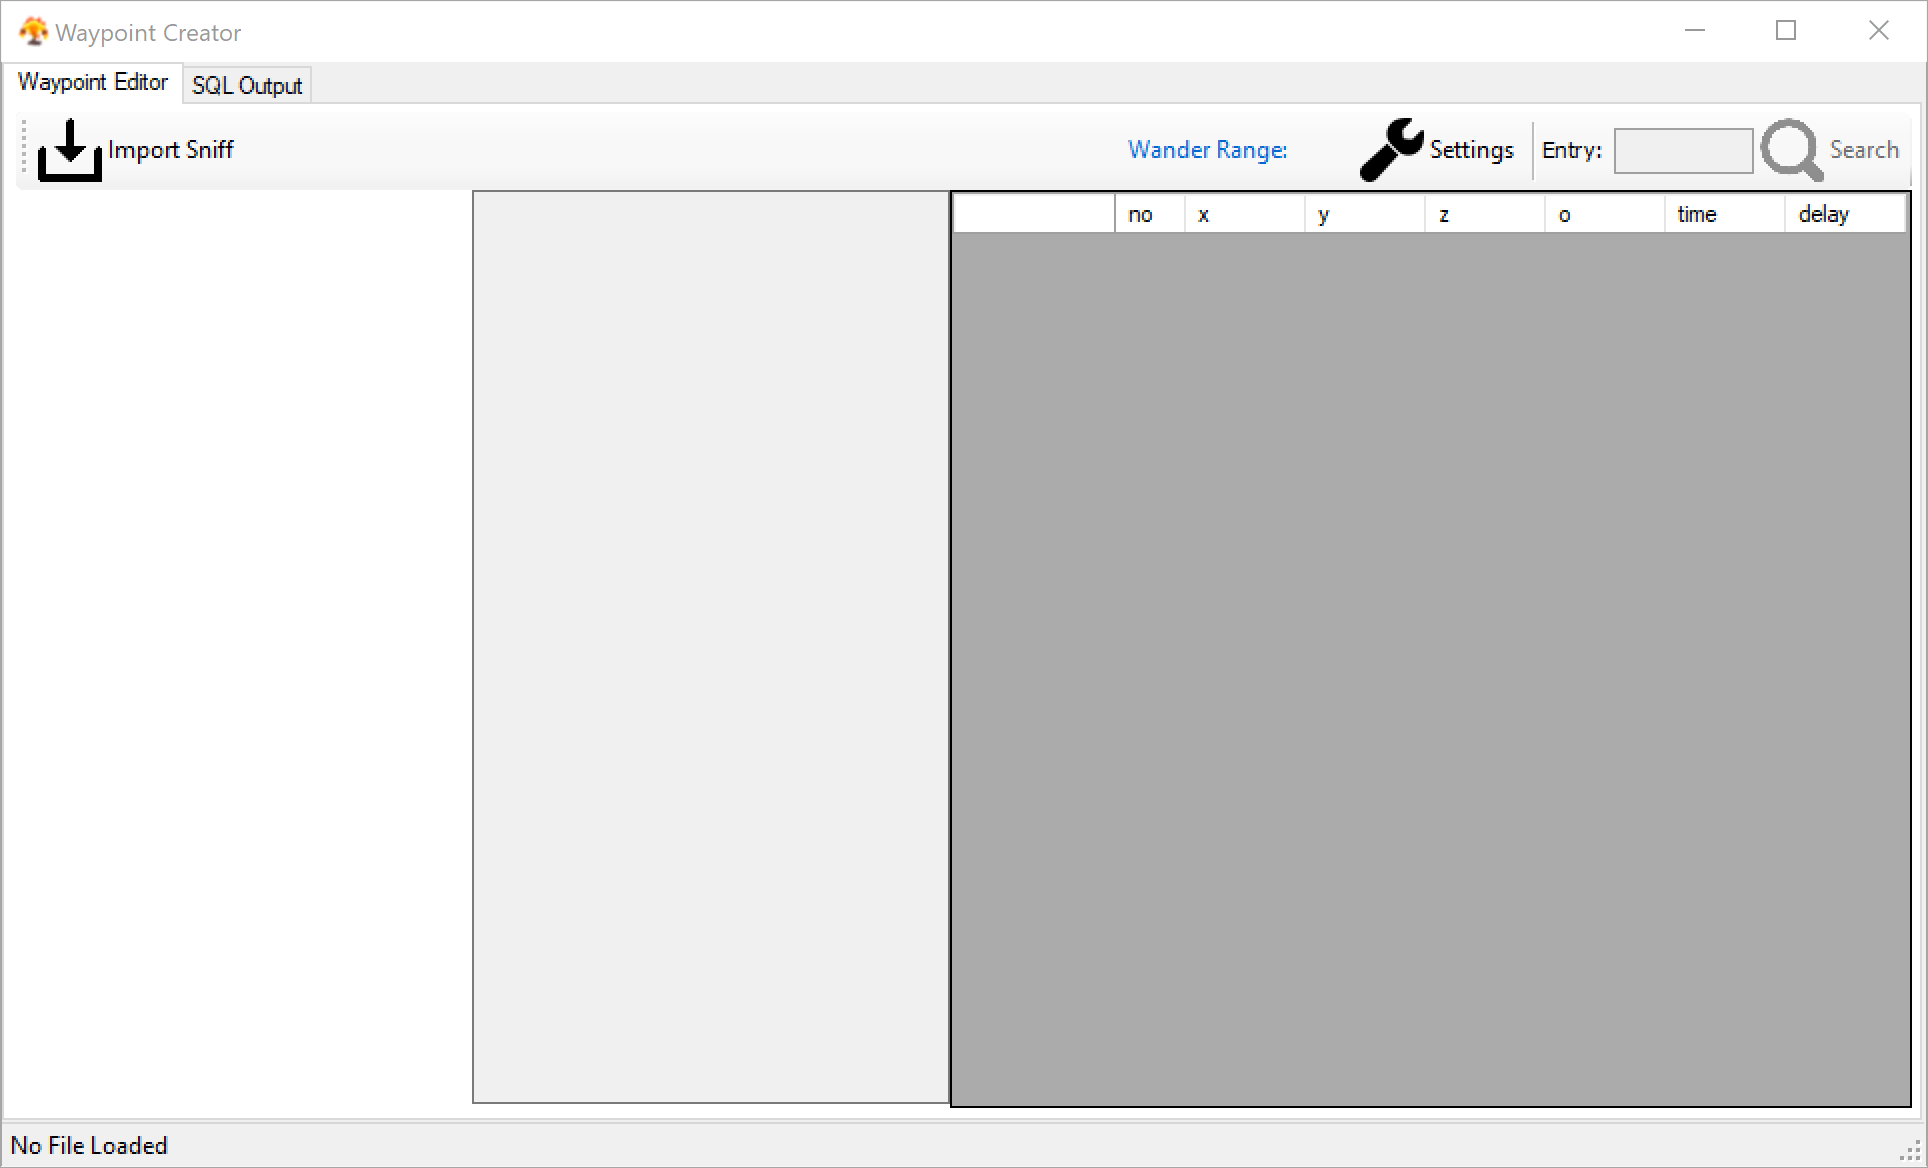 Waypoint Creator
Waypoint Editor SQL Output
Import Sniff Wander Range: Settings Entry: Search
no x y z o time delay
No File Loaded